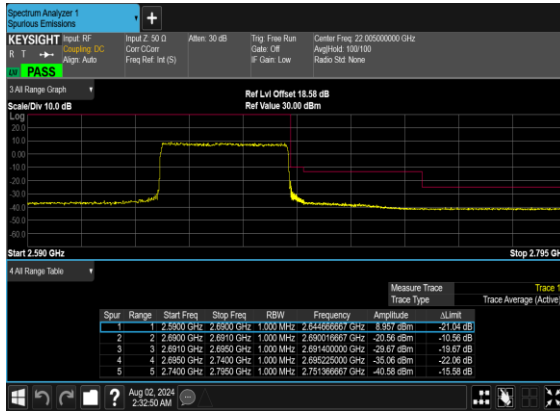 Spectrum Analyzer 1
Spurious Emissions
+
KEYSIGHT Input: RF Input Z: 50 Ω Atten: 30 dB Trig: Free Run Center Freq: 22.005000000 GHz
R T Coupling: DC Corr CCorr Gate: Off Avg|Hold: 100/100
Align: Auto Freq Ref: Int (S) IF Gain: Low Radio Std: None
PASS
3 All Range Graph
Ref Lvl Offset 18.58 dB
Scale/Div 10.0 dB Ref Value 30.00 dBm
Log
20.0
10.0
0.00
-10.0
-20.0
-30.0
-40.0
-50.0
-60.0
Start 2.590 GHz Stop 2.795 GH
4 All Range Table
Measure Trace Trace 1
Trace Type Trace Average (Active)
Spur Range Start Freq Stop Freq RBW Frequency Amplitude ΔLimit
1 1 2.5900 GHz 2.6900 GHz 1.000 MHz 2.644666667 GHz 8.957 dBm -21.04 dB
2 2 2.6900 GHz 2.6910 GHz 1.000 MHz 2.690016667 GHz -20.56 dBm -10.56 dB
3 3 2.6910 GHz 2.6950 GHz 1.000 MHz 2.691400000 GHz -29.67 dBm -19.67 dB
4 4 2.6950 GHz 2.7400 GHz 1.000 MHz 2.695225000 GHz -35.06 dBm -22.06 dB
5 5 2.7400 GHz 2.7950 GHz 1.000 MHz 2.751366667 GHz -40.58 dBm -15.58 dB
?
Aug 02, 2024
2:32:50 AM